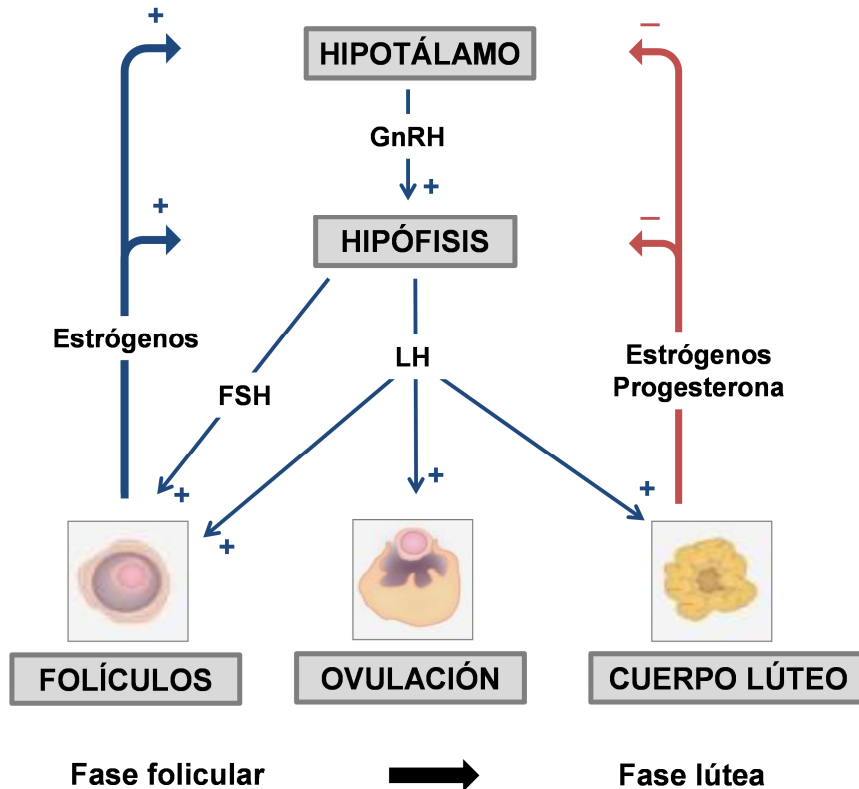 +
–
HIPOTÁLAMO
GnRH
+
+
–
HIPÓFISIS
Estrógenos
LH
Estrógenos
Progesterona
FSH
+
+
+
+
FOLÍCULOS
OVULACIÓN
CUERPO LÚTEO
Fase folicular
Fase lútea